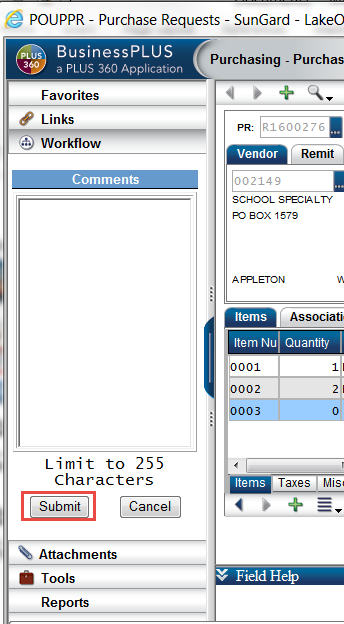 POUPPR - Purchase Requests - SunGard - LakeO
PLUS 360
BusinessPLUS
a PLUS 360 Application
Purchasing - Purchas
Favorites
Links
Workflow
Comments
Limit to 255
Characters
Submit Cancel
Attachments
Tools
Reports
PR: R1600276 ...
Vendor Remit
002149 ...
SCHOOL SPECIALTY
PO BOX 1579
APPLETON W
Items Associati
Item Nu Quantity
0001 1
0002 2
0003 0
Items Taxes Misc
Field Help